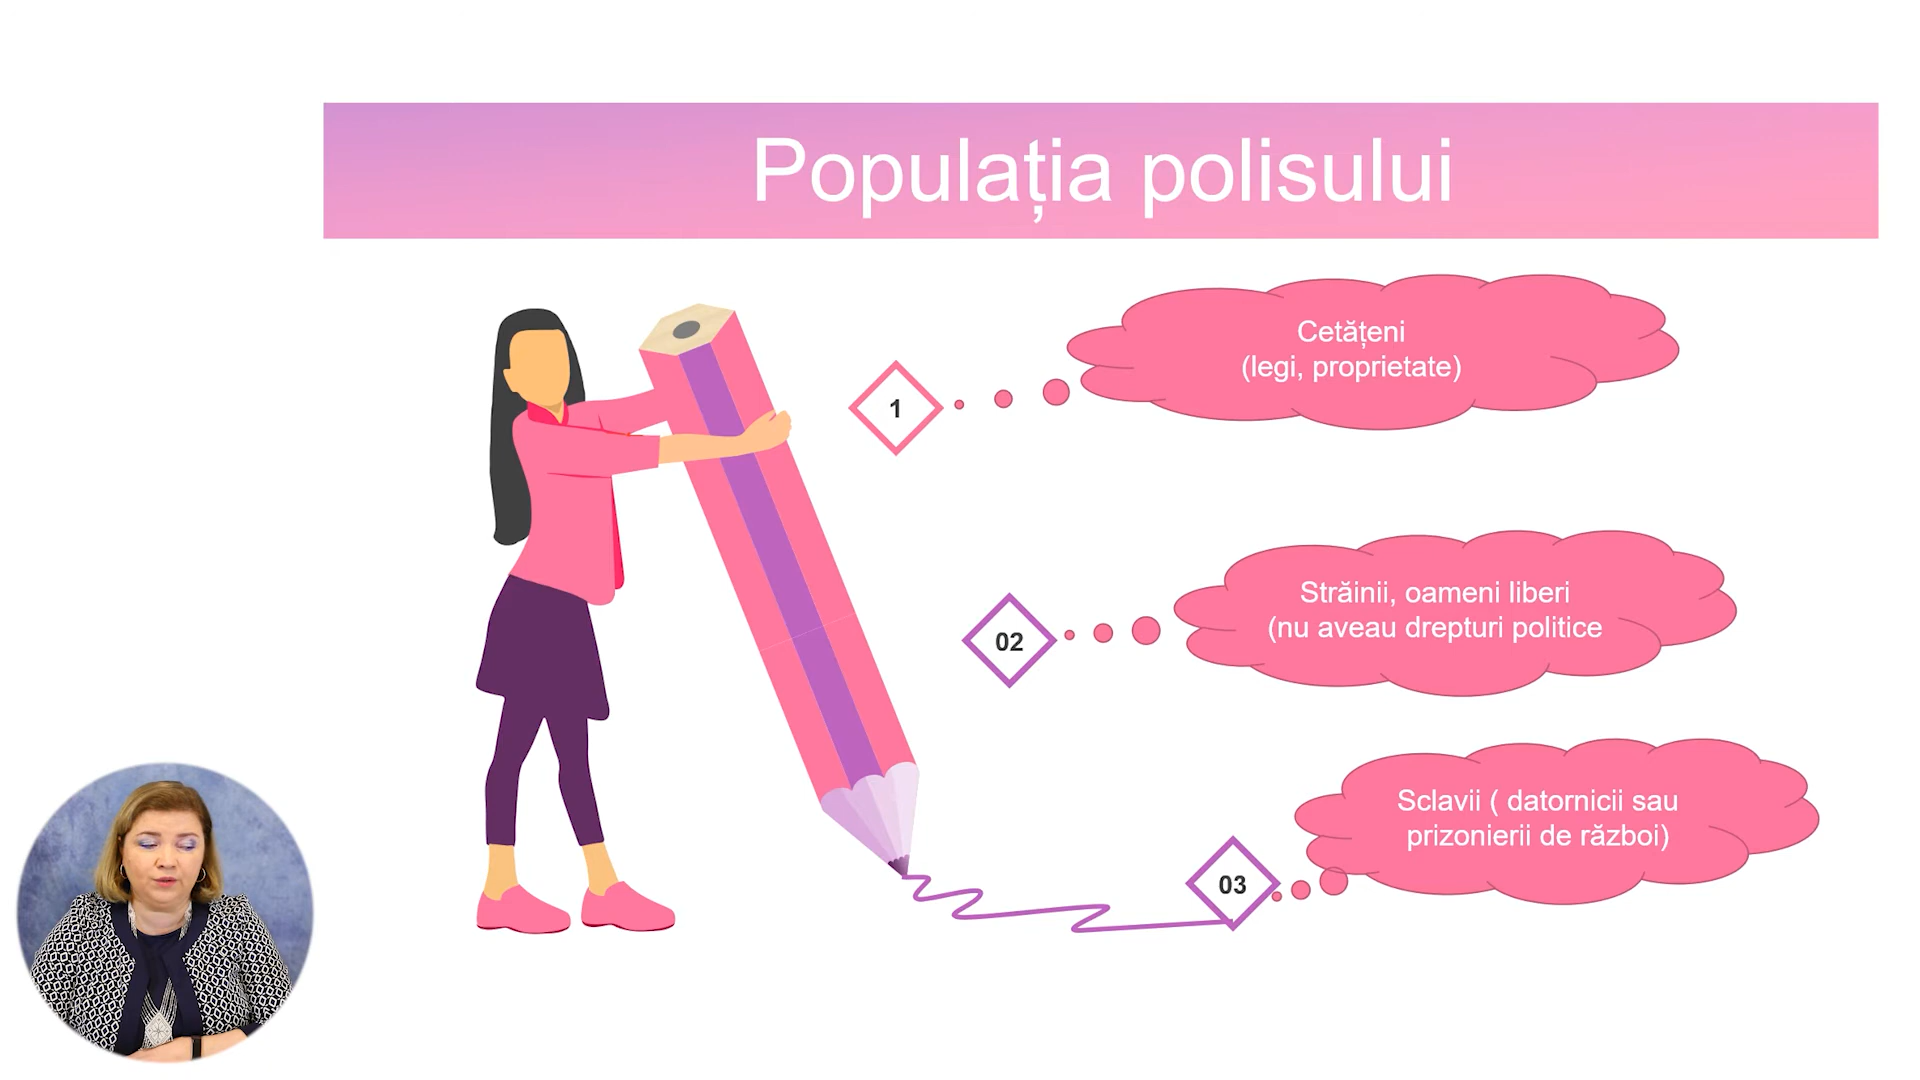 Populația polisului
1
Cetățeni
(legi, proprietate)
02
Străinii, oameni liberi
(nu aveau drepturi politice
03
Sclavii ( datornicii sau
prizonierii de război)